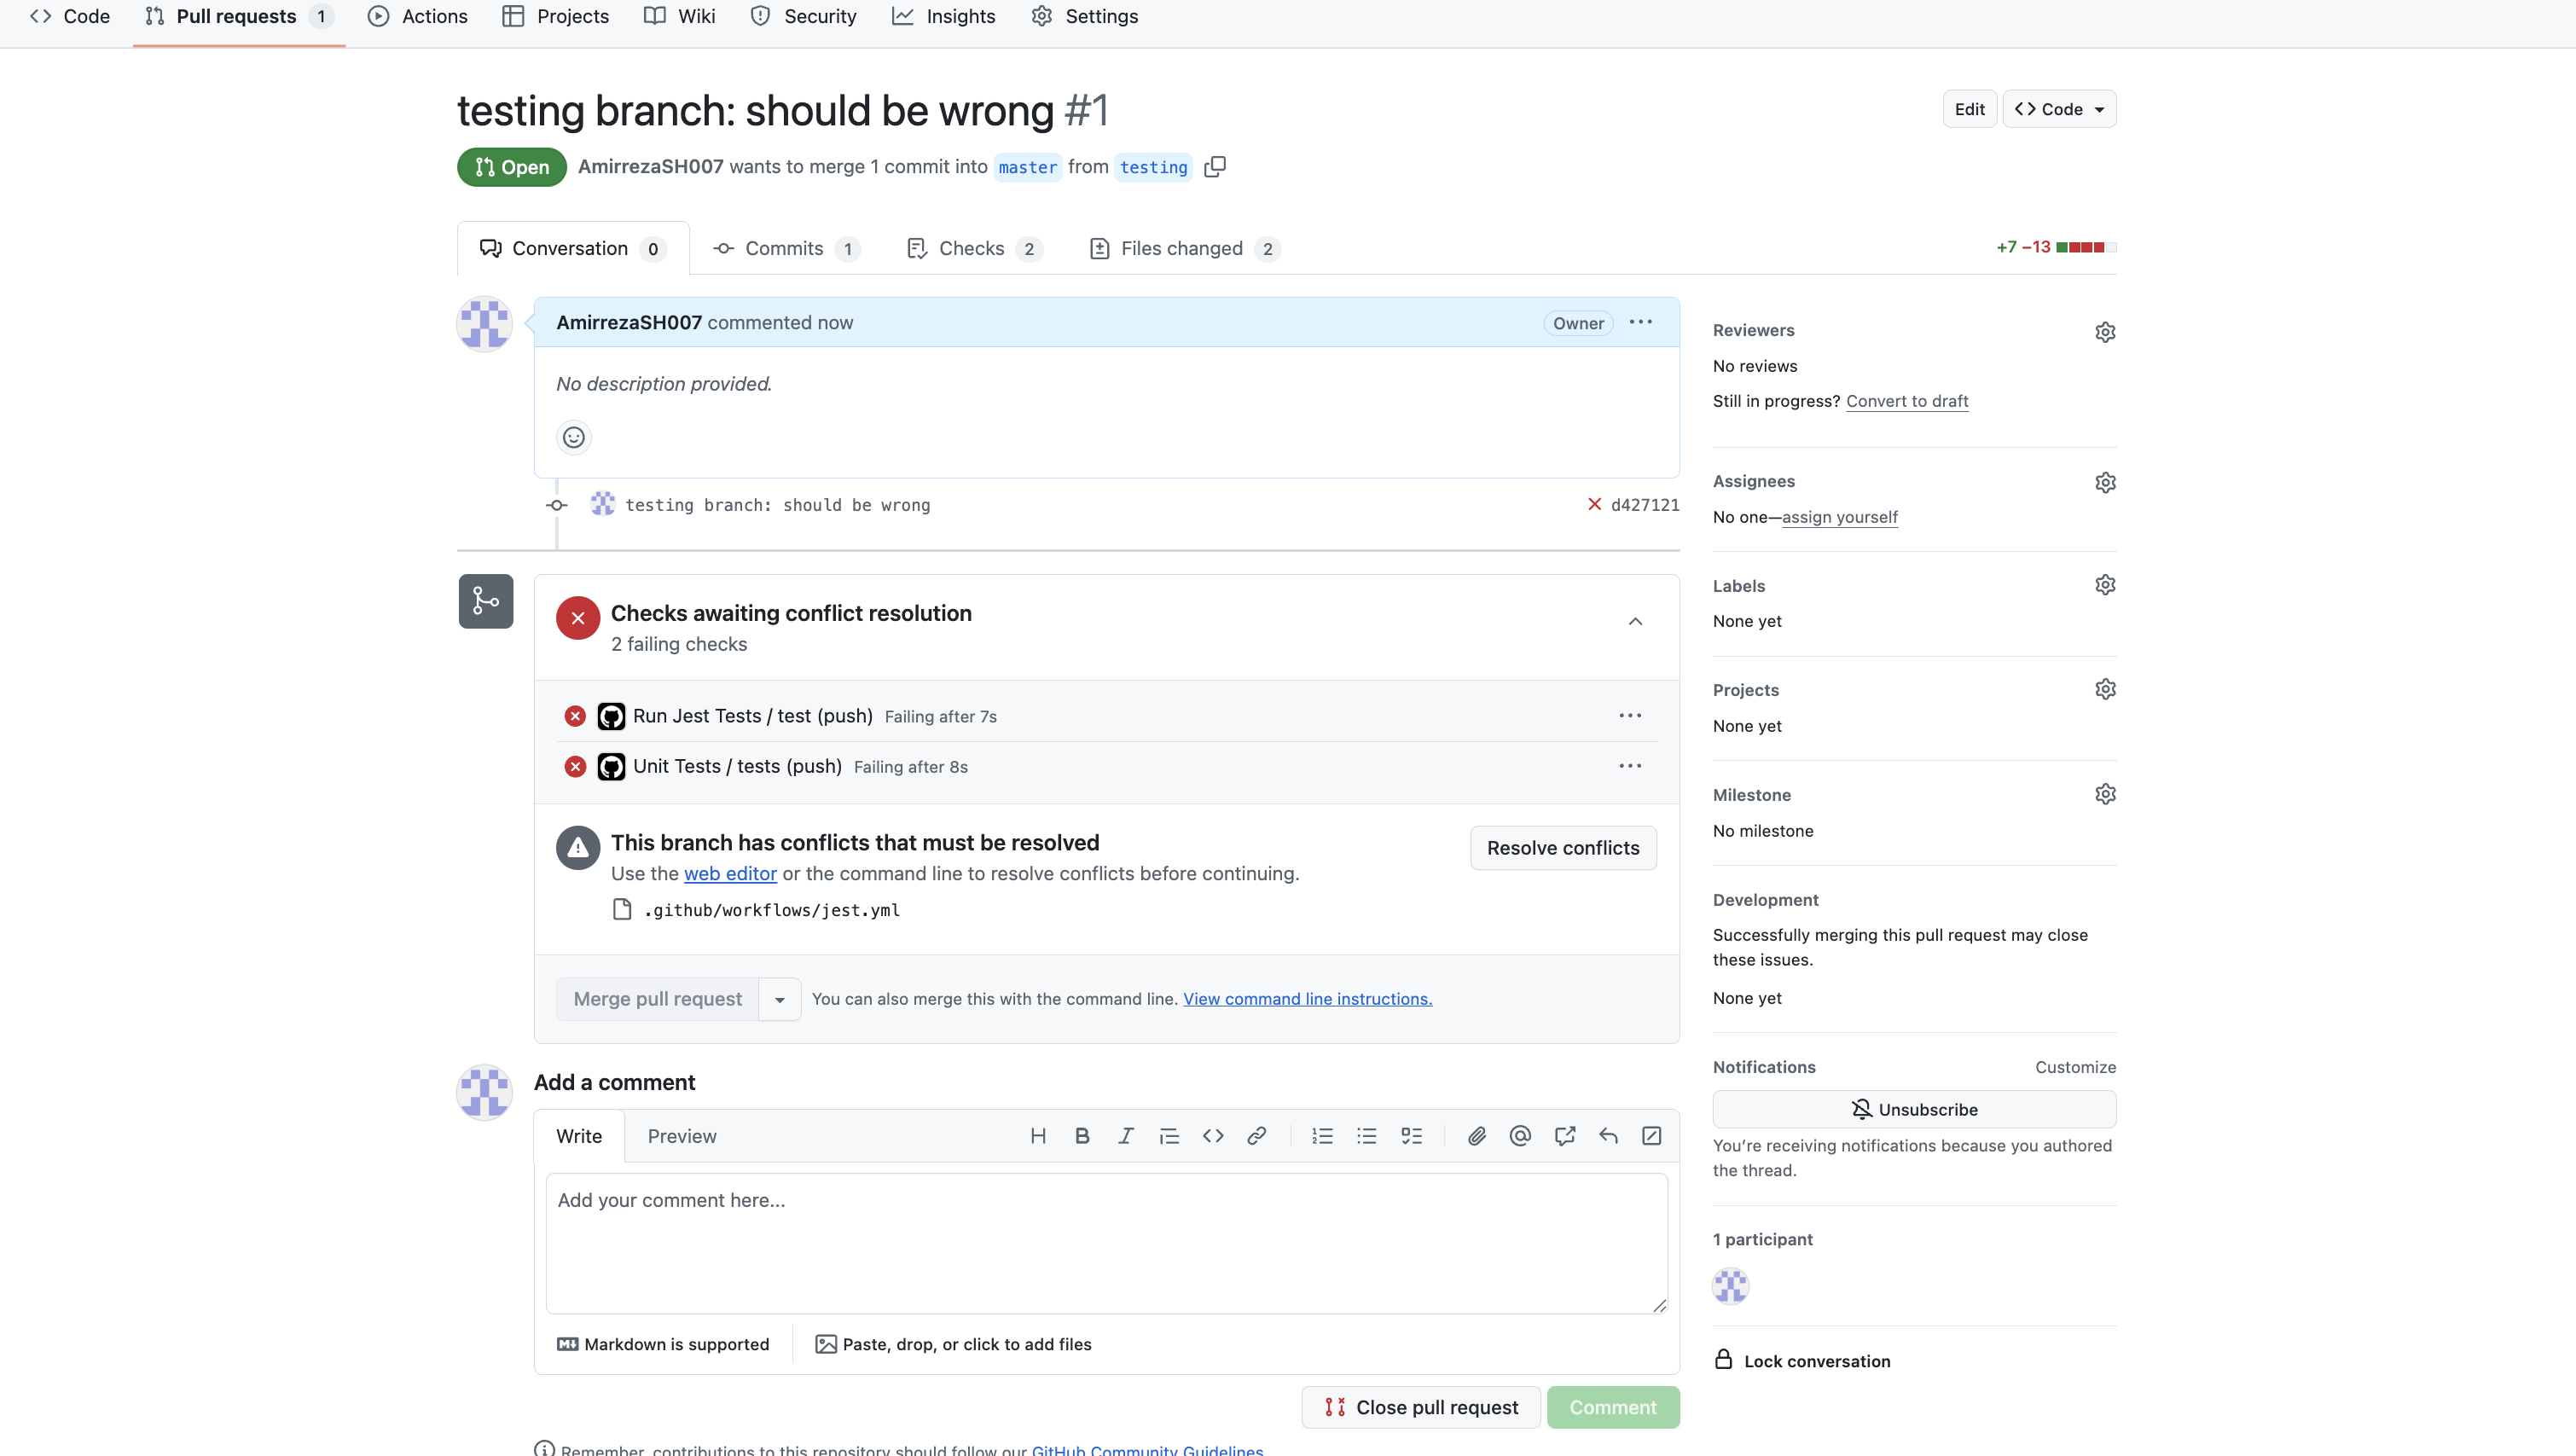 Code Pull requests 1 Actions Projects Wiki Security Insights Settings
testing branch: should be wrong #1
Edit Code
Open AmirrezaSH007 wants to merge 1 commit into master from testing
Conversation 0 Commits 1 Checks 2 Files changed 2
+7 −13
AmirrezaSH007 commented now Owner
No description provided.
testing branch: should be wrong d427121
Checks awaiting conflict resolution
2 failing checks
Run Jest Tests / test (push) Failing after 7s
Unit Tests / tests (push) Failing after 8s
This branch has conflicts that must be resolved
Use the web editor or the command line to resolve conflicts before continuing.
Resolve conflicts
.github/workflows/jest.yml
Merge pull request You can also merge this with the command line. View command line instructions.
Add a comment
Write Preview
Add your comment here...
Markdown is supported Paste, drop, or click to add files
Close pull request Comment
Remember, contributions to this repository should follow our GitHub Community Guidelines.
Reviewers
No reviews
Still in progress? Convert to draft
Assignees
No one—assign yourself
Labels
None yet
Projects
None yet
Milestone
No milestone
Development
Successfully merging this pull request may close
these issues.
None yet
Notifications Customize
Unsubscribe
You’re receiving notifications because you authored
the thread.
1 participant
Lock conversation